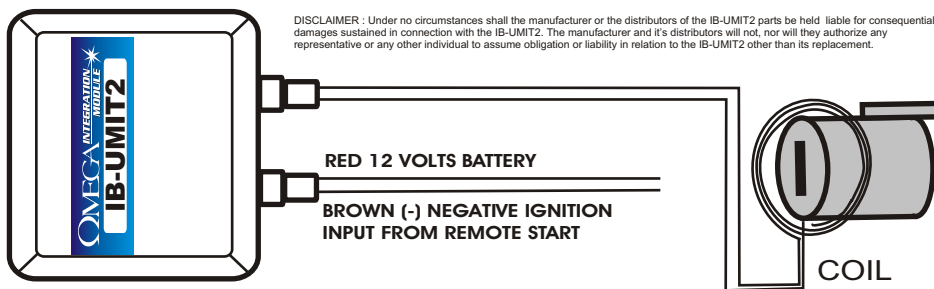 DISCLAIMER : Under no circumstances shall the manufacturer or the distributors of the IB-UMIT2 parts be held liable for consequential
damages sustained in connection with the IB-UMIT2. The manufacturer and it's distributors will not, nor will they authorize any
representative or any other individual to assume obligation or liability in relation to the IB-UMIT2 other than its replacement.
OMEGA INTEGRATION
MODULE
IB-UMIT2
RED 12 VOLTS BATTERY
BROWN (-) NEGATIVE IGNITION
INPUT FROM REMOTE START
COIL